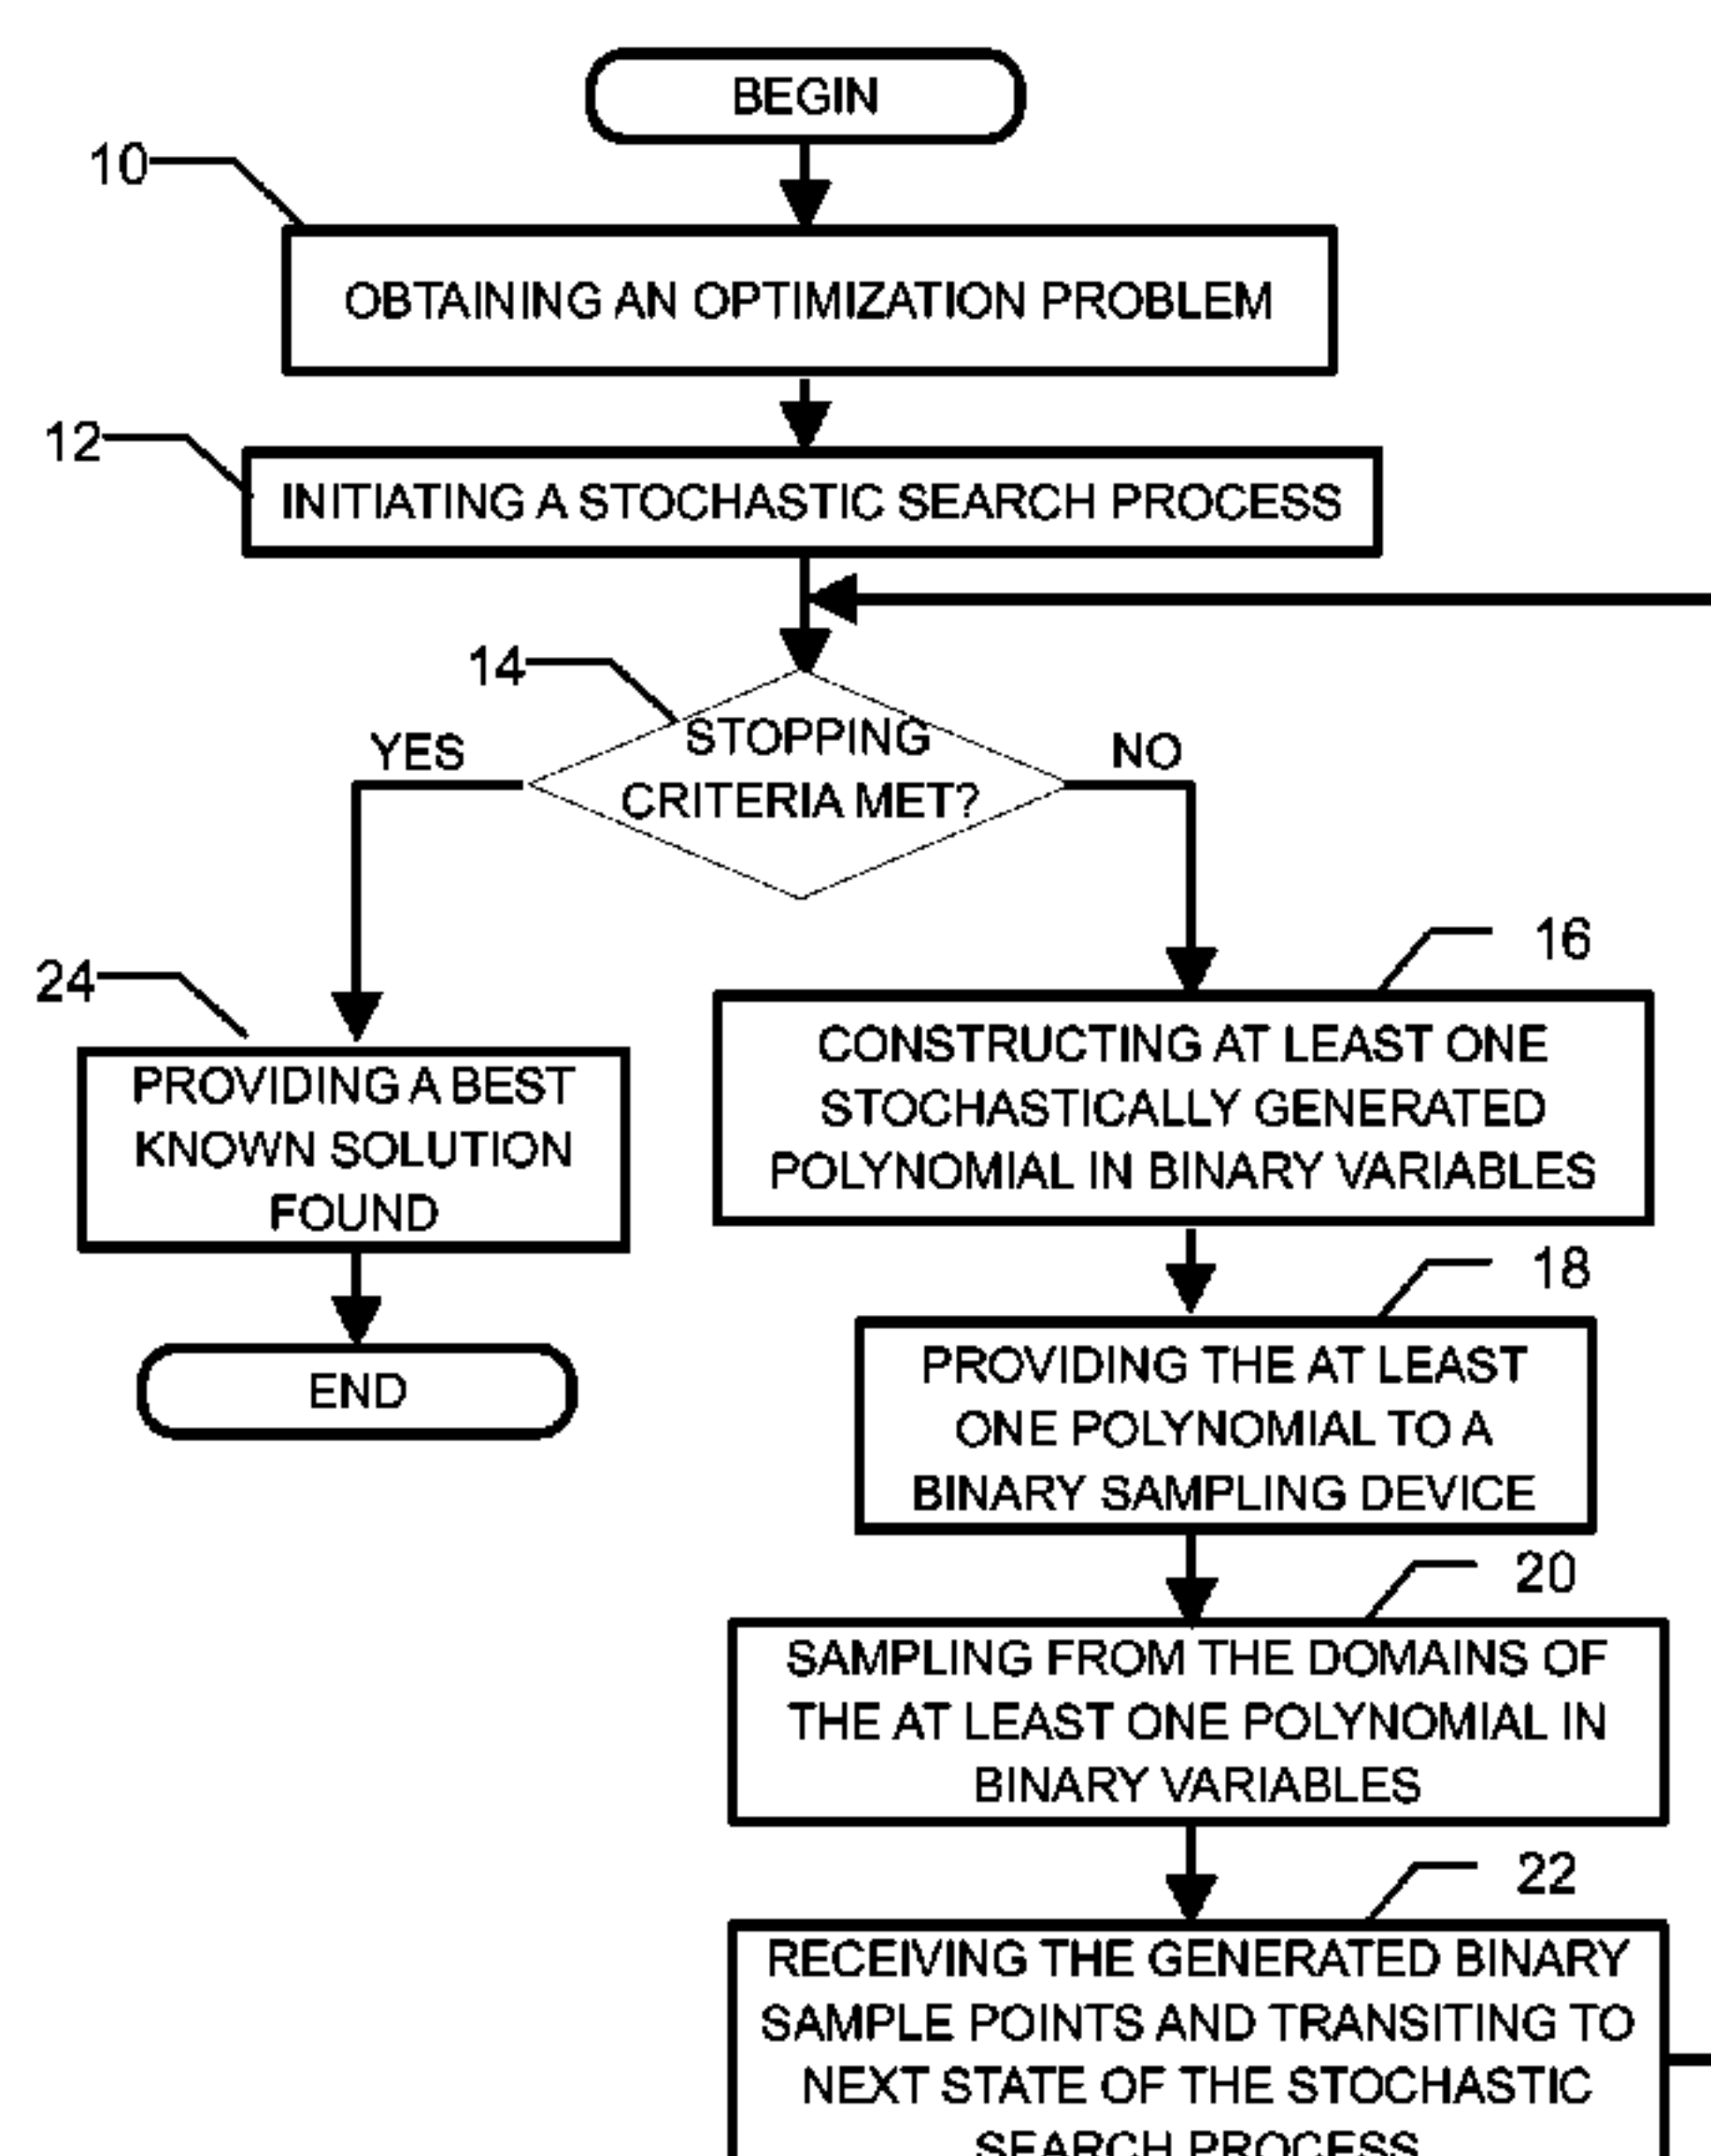 BEGIN
10
OBTAINING AN OPTIMIZATION PROBLEM
12
INITIATING A STOCHASTIC SEARCH PROCESS
14
STOPPING
CRITERIA MET?
YES
NO
16
CONSTRUCTING AT LEAST ONE
STOCHASTICALLY GENERATED
POLYNOMIAL IN BINARY VARIABLES
24
PROVIDING A BEST
KNOWN SOLUTION
FOUND
END
18
PROVIDING THE AT LEAST
ONE POLYNOMIAL TO A
BINARY SAMPLING DEVICE
20
SAMPLING FROM THE DOMAINS OF
THE AT LEAST ONE POLYNOMIAL IN
BINARY VARIABLES
22
RECEIVING THE GENERATED BINARY
SAMPLE POINTS AND TRANSITING TO
NEXT STATE OF THE STOCHASTIC
SEARCH PROCESS